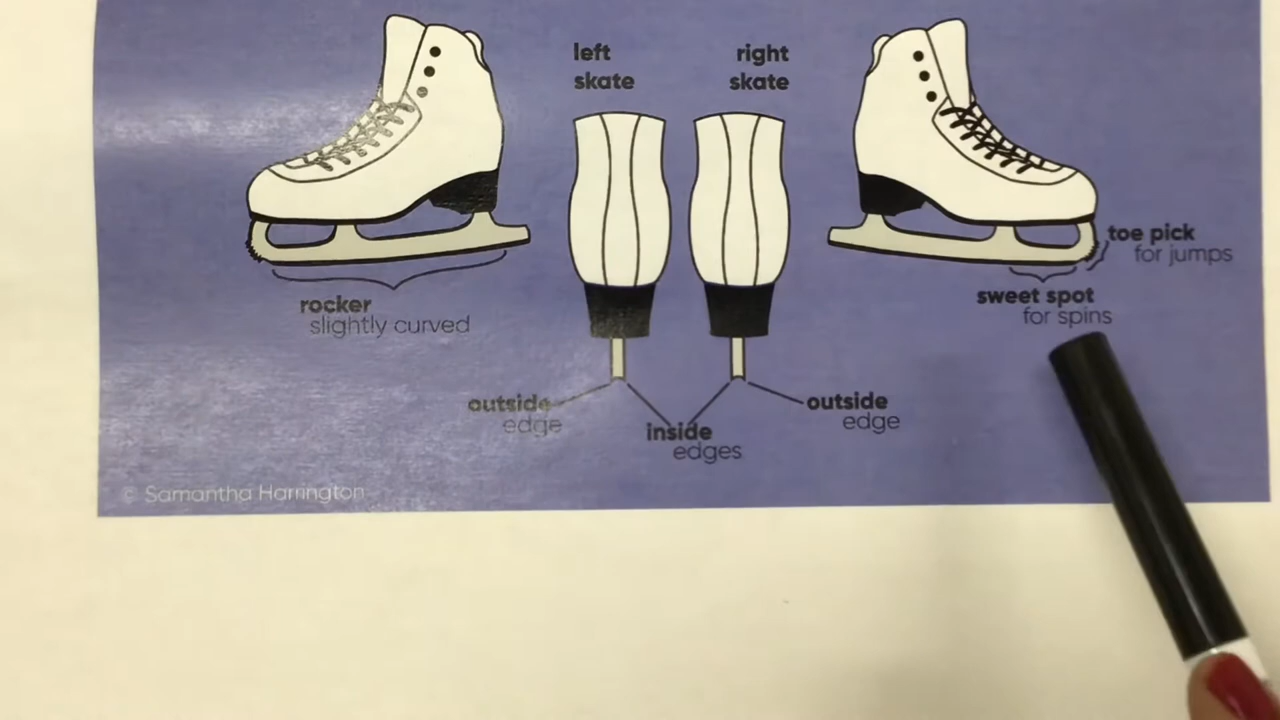 left
skate
right
skate
toe pick
for jumps
sweet spot
for spins
rocker
slightly curved
outside
edge
inside
edges
outside
edge
© Samantha Harrington